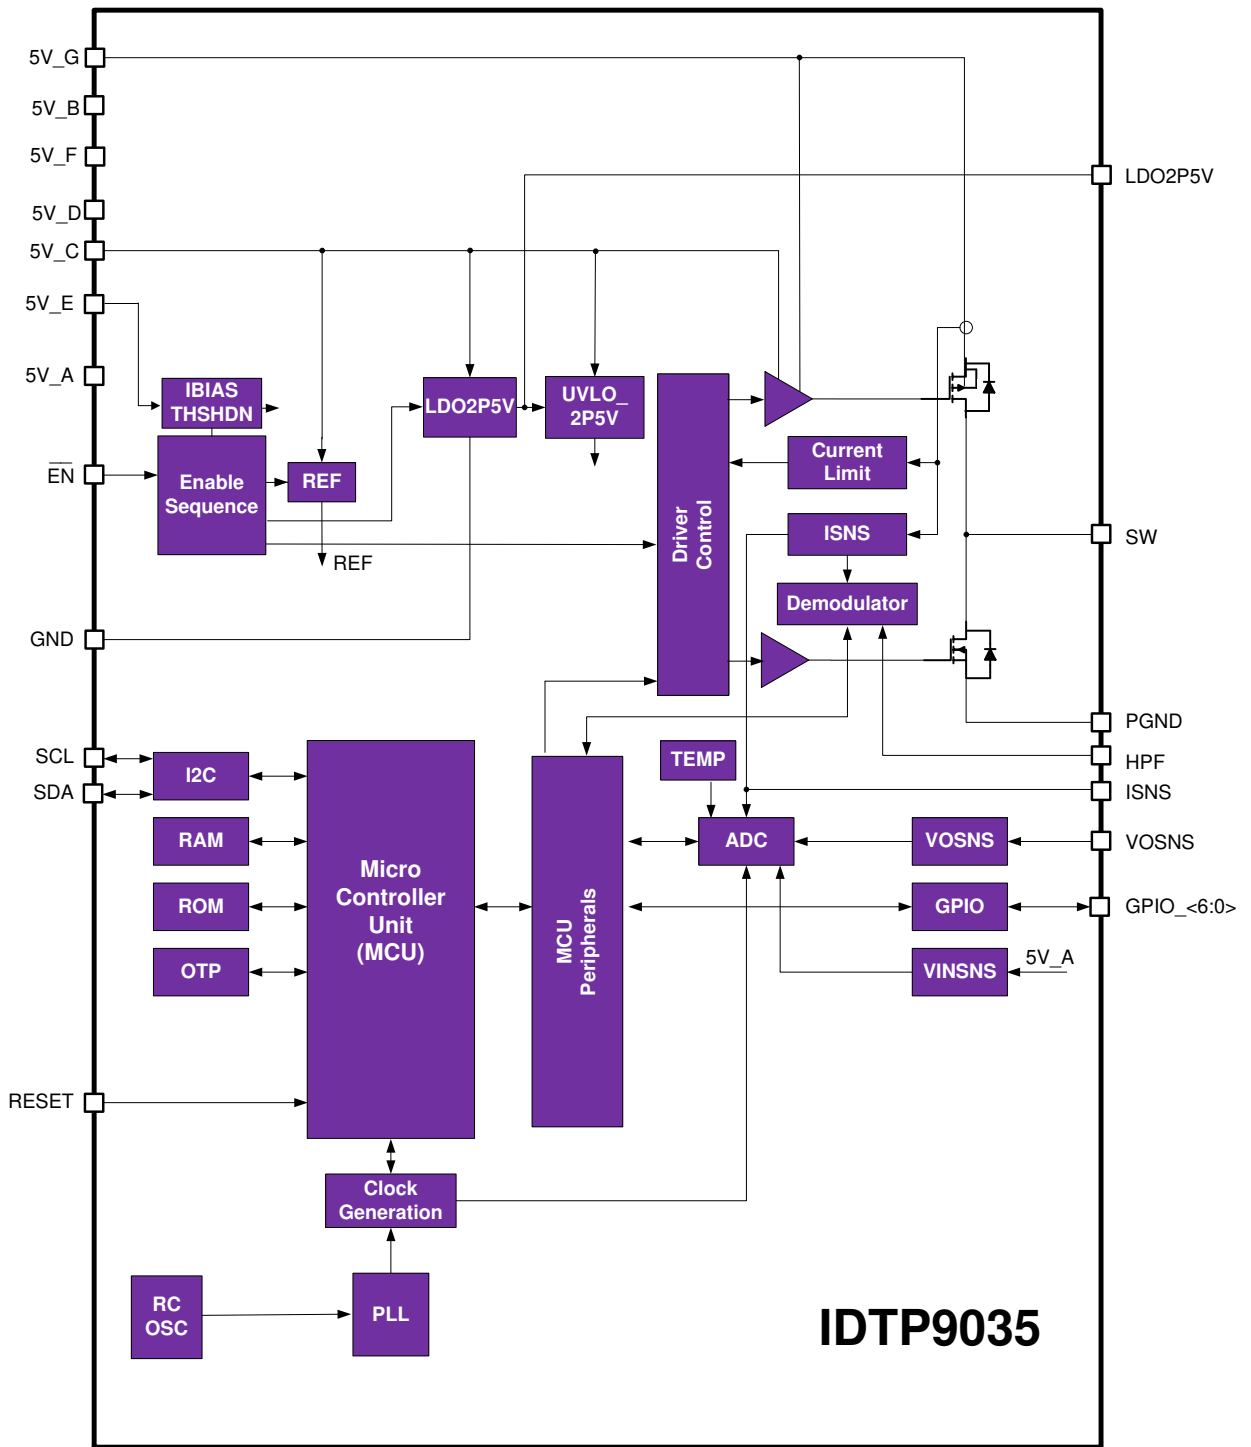 5V_G
5V_B
5V_F
LDO2P5V
5V_D
5V_C
5V_E
5V_A
IBIAS
THSHDN
LDO2P5V
UVLO_
2P5V
EN
Enable
Sequence
REF
REF
Driver
Control
Current
Limit
ISNS
Demodulator
SW
GND
PGND
HPF
ISNS
SCL
SDA
I2C
TEMP
RAM
ADC
VOSNS
VOSNS
ROM
Micro
Controller
Unit
(MCU)
MCU
Peripherals
GPIO
GPIO_<6:0>
OTP
VINSNS
5V_A
RESET
Clock
Generation
RC
OSC
PLL
IDTP9035